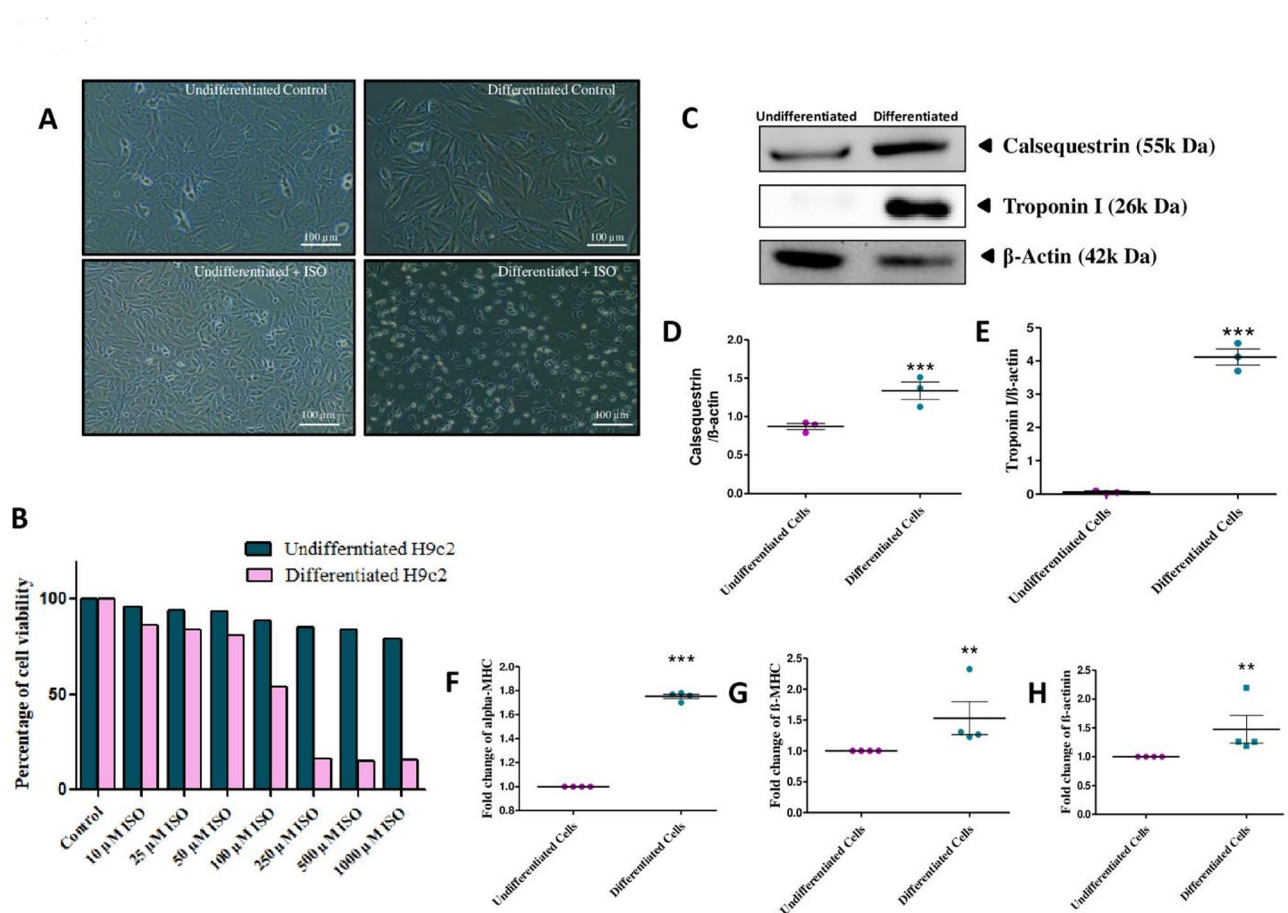 A
Undifferentiated Control
100 µm
Differentiated Control
100 µm
Undifferentiated + ISO
100 µm
Differentiated + ISO
100 µm
B
Undifferntiated H9c2
Differentiated H9c2
Percentage of cell viability
100
50
0
Control
10 µM ISO
25 µM ISO
50 µM ISO
100 µM ISO
250 µM ISO
500 µM ISO
1000 µM ISO
C
Undifferentiated Differentiated
Calsequestrin (55k Da)
Troponin I (26k Da)
β-Actin (42k Da)
D
Calsequestrin
/ß-actin
2.0
1.5
1.0
0.5
0.0
***
Undifferentiated Cells
Differentiated Cells
E
Troponin I/ß-actin
5
4
3
2
1
0
***
Undifferentiated Cells
Differentiated Cells
F
Fold change of alpha-MHC
2.0
1.8
1.6
1.4
1.2
1.0
0.8
***
Undifferentiated Cells
Differentiated Cells
G
Fold change of ß-MHC
2.5
2.0
1.5
1.0
0.5
0.0
**
Undifferentiated Cells
Differentiated Cells
H
Fold change of ß-actinin
2.5
2.0
1.5
1.0
0.5
0.0
**
Undifferentiated Cells
Differentiated Cells